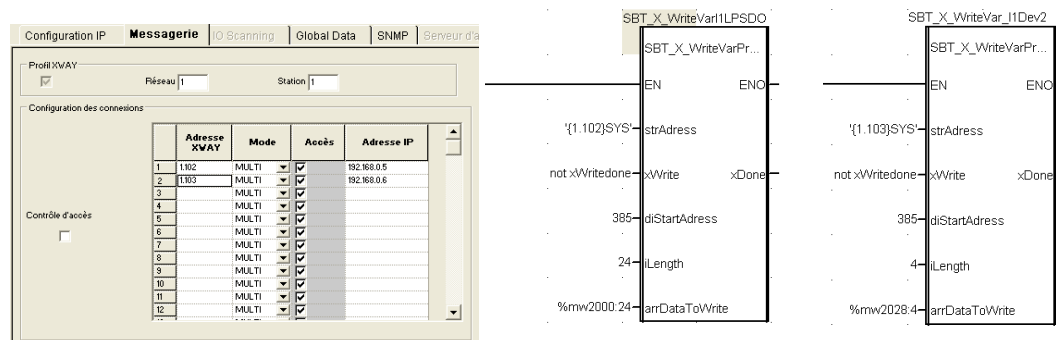 Configuration IP Messagerie IO Scanning Global Data SNMP Serveur d'a
Profil XWAY
Réseau 1 Station 1
Configuration des connexions
Adresse XWAY Mode Accès Adresse IP
1 1.102 MULTI 192.168.0.5
2 1.103 MULTI 192.168.0.6
3 MULTI
4 MULTI
5 MULTI
6 MULTI
7 MULTI
8 MULTI
9 MULTI
10 MULTI
11 MULTI
12 MULTI
Contrôle d'accès
SBT_X_WriteVarI1LPSDO
SBT_X_WriteVarPr...
EN ENO
'{1.102}SYS' strAdress
not xWritedone xWrite xDone
385 diStartAdress
24 iLength
%mw2000:24 arrDataToWrite
SBT_X_WriteVar_I1Dev2
SBT_X_WriteVarPr...
EN ENO
'{1.103}SYS' strAdress
not xWritedone xWrite xDone
385 diStartAdress
4 iLength
%mw2028:4 arrDataToWrite